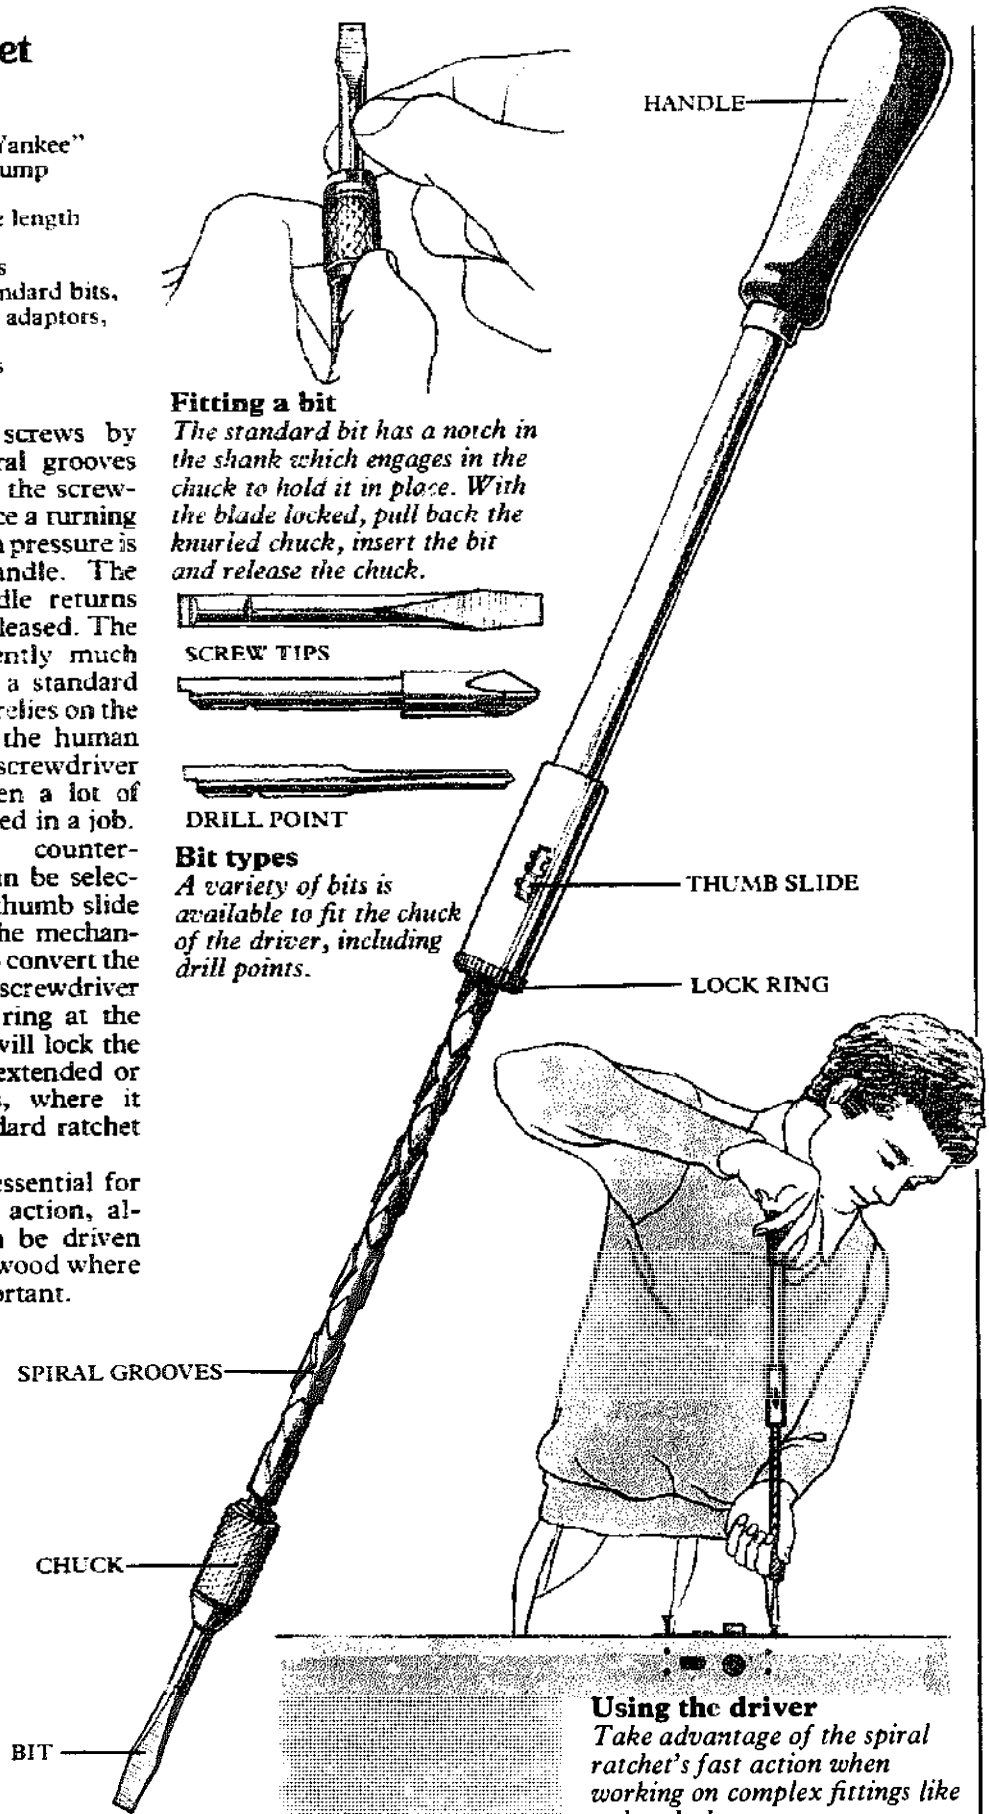 et
Yankee"
ump
length
s
ndard bits,
adaptors,
s
screws by
ral grooves
the screw-
ce a turning
pressure is
andle. The
dle returns
leased. The
ently much
a standard
relies on the
the human
screwdriver
en a lot of
ed in a job.
counter-
an be selec-
thumb slide
he mechan-
convert the
screwdriver
ring at the
will lock the
extended or
s, where it
dard ratchet
essential for
action, al-
be driven
wood where
ortant.
Fitting a bit
The standard bit has a notch in
the shank which engages in the
chuck to hold it in place. With
the blade locked, pull back the
knurled chuck, insert the bit
and release the chuck.
SCREW TIPS
DRILL POINT
Bit types
A variety of bits is
available to fit the chuck
of the driver, including
drill points.
HANDLE
THUMB SLIDE
LOCK RING
SPIRAL GROOVES
CHUCK
BIT
Using the driver
Take advantage of the spiral
ratchet's fast action when
working on complex fittings like